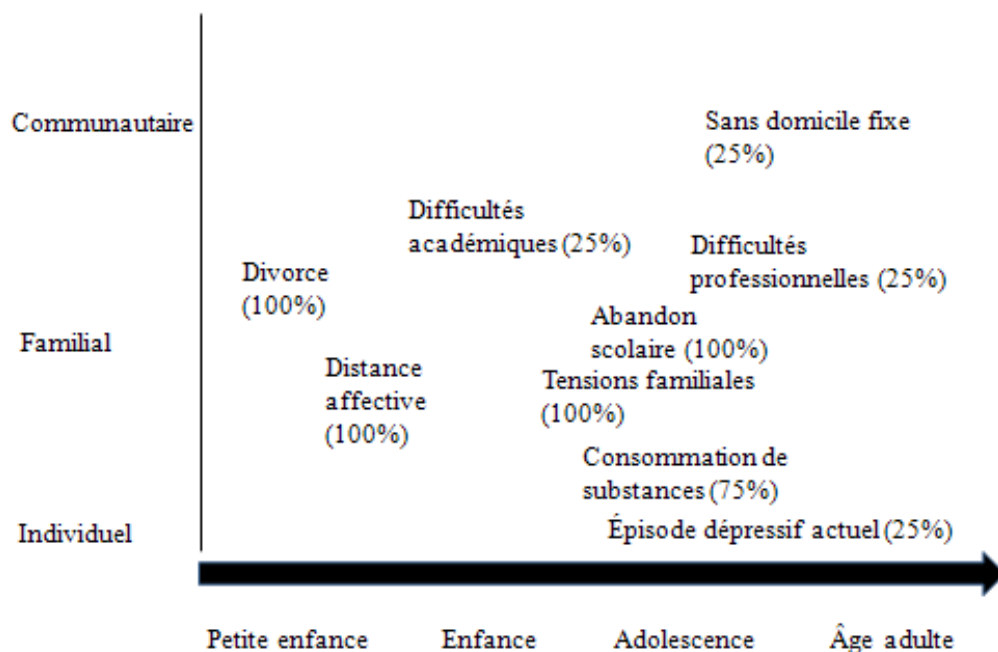 Communautaire
Sans domicile fixe
(25%)
Difficultés
académiques (25%)
Difficultés
professionnelles (25%)
Divorce
(100%)
Abandon
scolaire (100%)
Familial
Distance
affective
(100%)
Tensions familiales
(100%)
Consommation de
substances (75%)
Individuel
Épisode dépressif actuel (25%)
Petite enfance
Enfance
Adolescence
Âge adulte